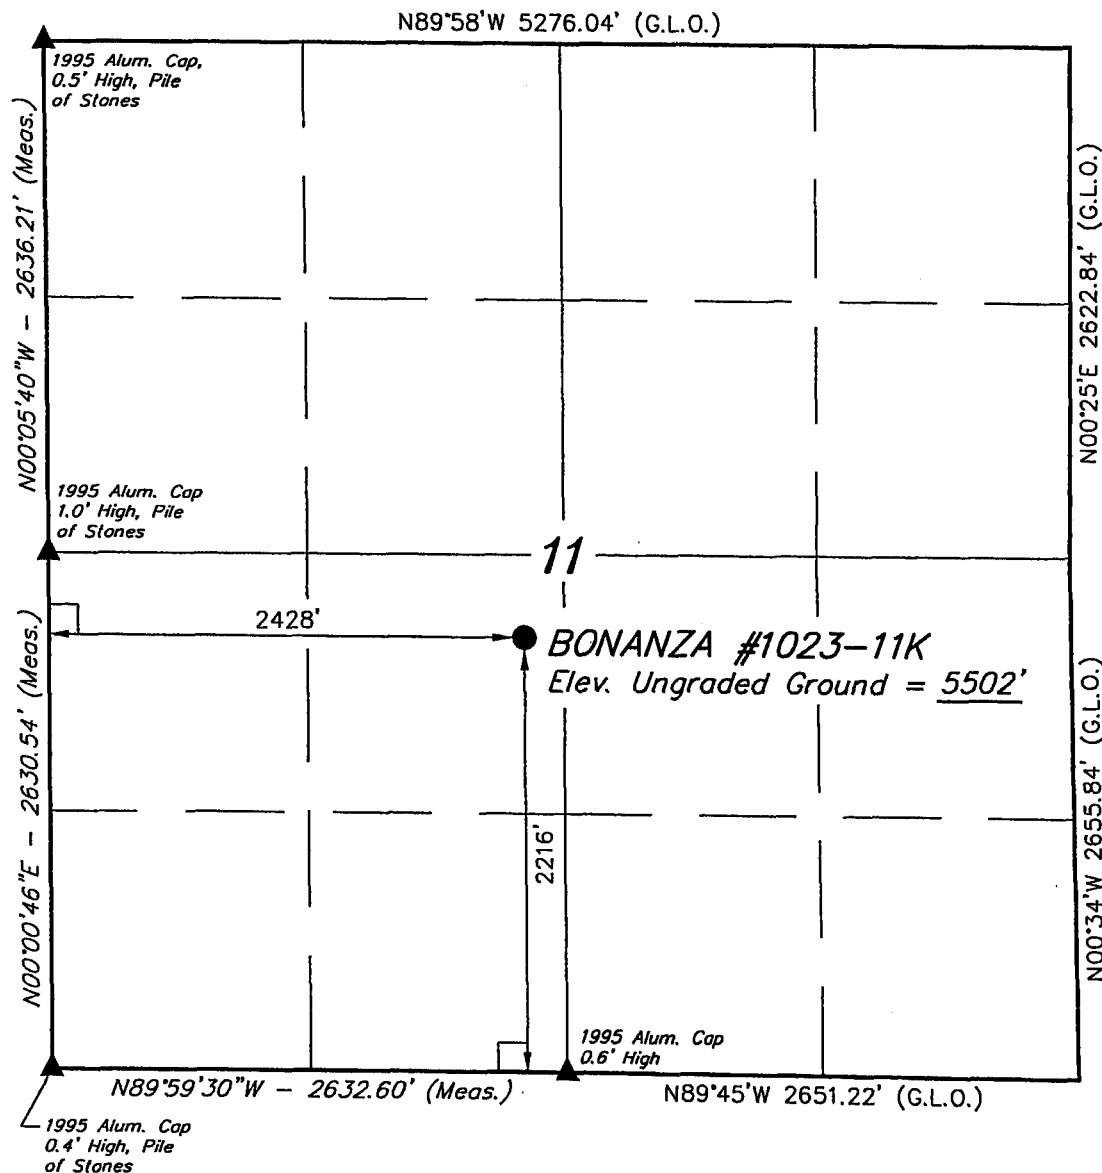 N89°58'W 5276.04' (G.L.O.)
1995 Alum. Cap,
0.5' High, Pile
of Stones
N00°05'40"W - 2636.21' (Meas.)
N00°25'E 2622.84' (G.L.O.)
1995 Alum. Cap
1.0' High, Pile
of Stones
11
2428'
BONANZA #1023-11K
Elev. Ungraded Ground = 5502'
N00°00'46"E - 2630.54' (Meas.)
2216'
N00°34'W 2655.84' (G.L.O.)
1995 Alum. Cap
0.6' High
N89°59'30"W - 2632.60' (Meas.)
N89°45'W 2651.22' (G.L.O.)
1995 Alum. Cap
0.4' High, Pile
of Stones